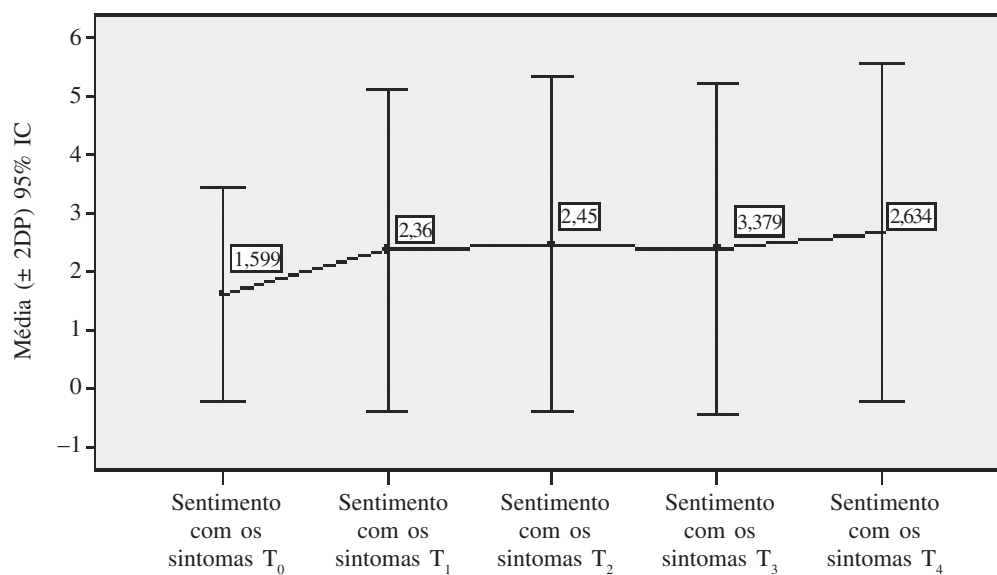 Média (± 2DP) 95% IC
6
5
4
3
2
1
0
–1
1,599
2,36
2,45
3,379
2,634
Sentimento
com os
sintomas T₀
Sentimento
com os
sintomas T₁
Sentimento
com os
sintomas T₂
Sentimento
com os
sintomas T₃
Sentimento
com os
sintomas T₄